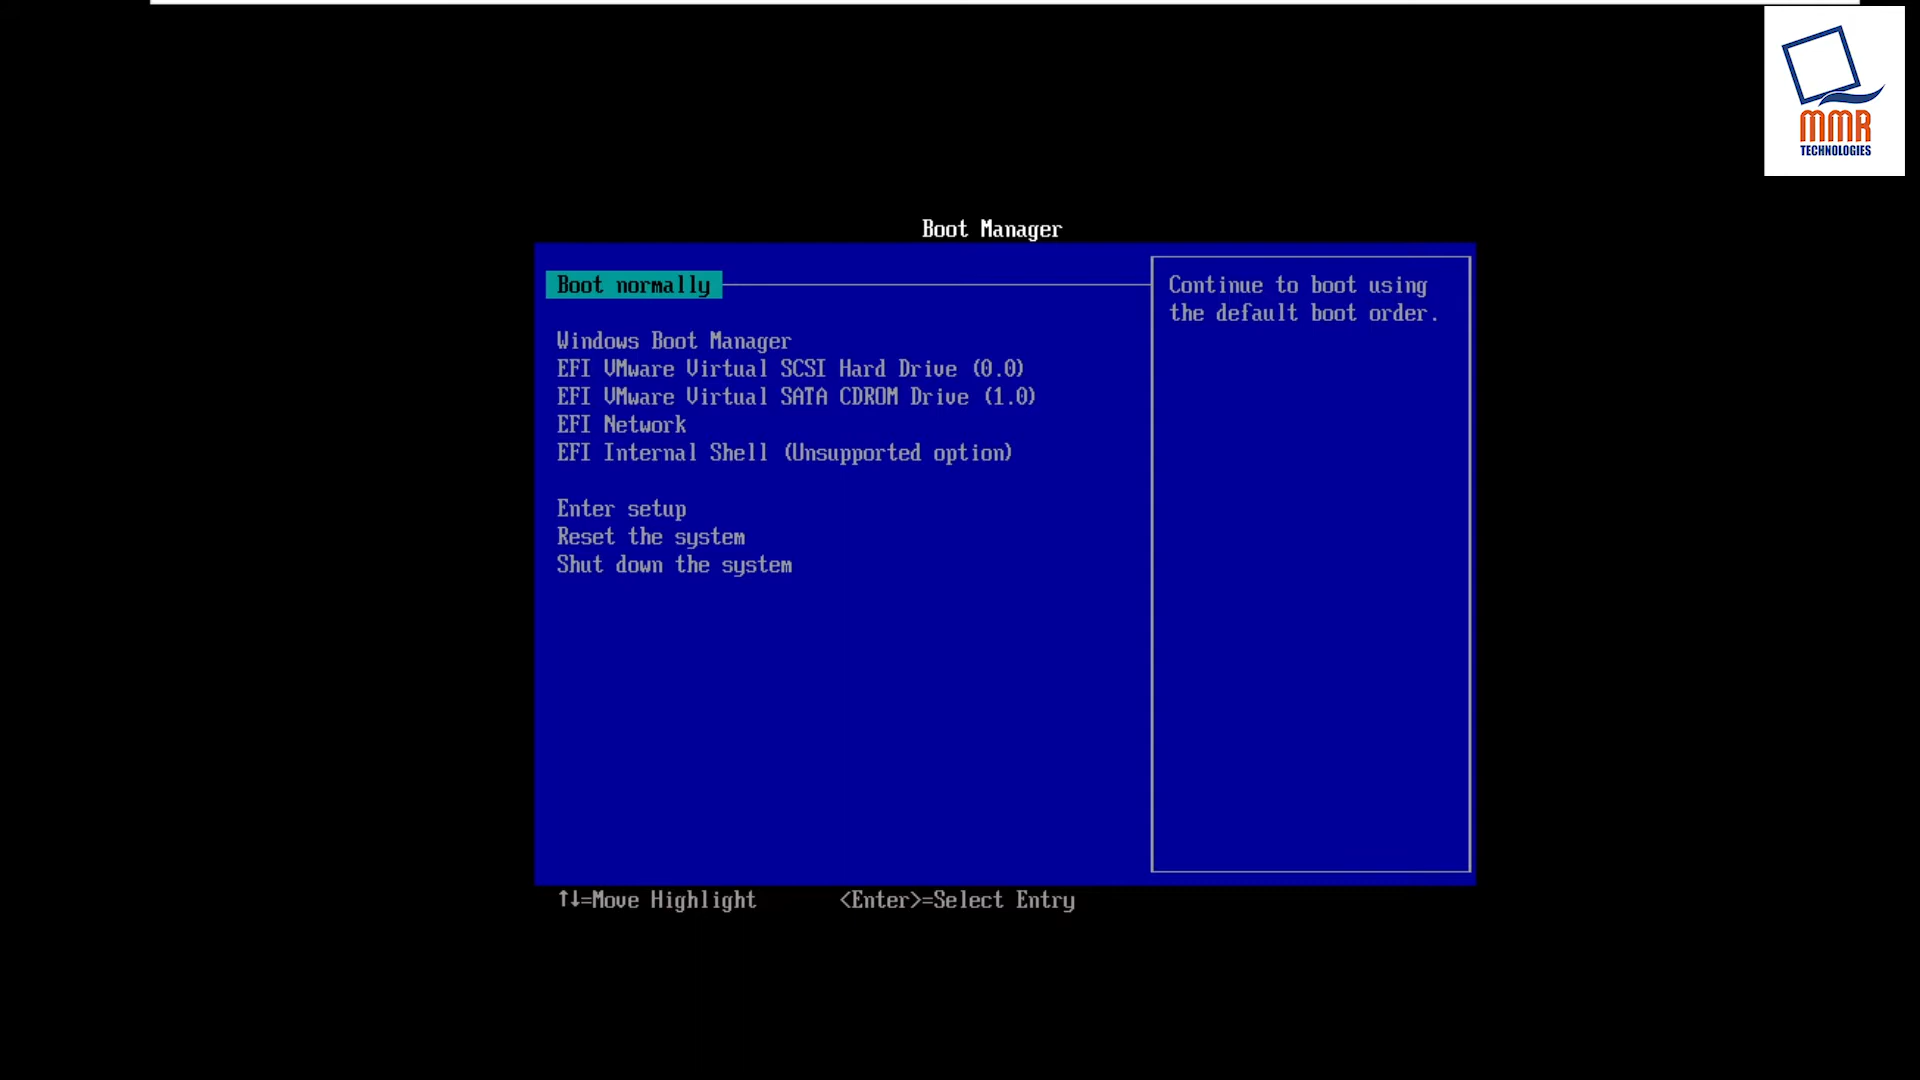 MMR
TECHNOLOGIES
Boot Manager
Boot normally
Continue to boot using
the default boot order.
Windows Boot Manager
EFI VMware Virtual SCSI Hard Drive (0.0)
EFI VMware Virtual SATA CDROM Drive (1.0)
EFI Network
EFI Internal Shell (Unsupported option)
Enter setup
Reset the system
Shut down the system
↑↓=Move Highlight <Enter>=Select Entry